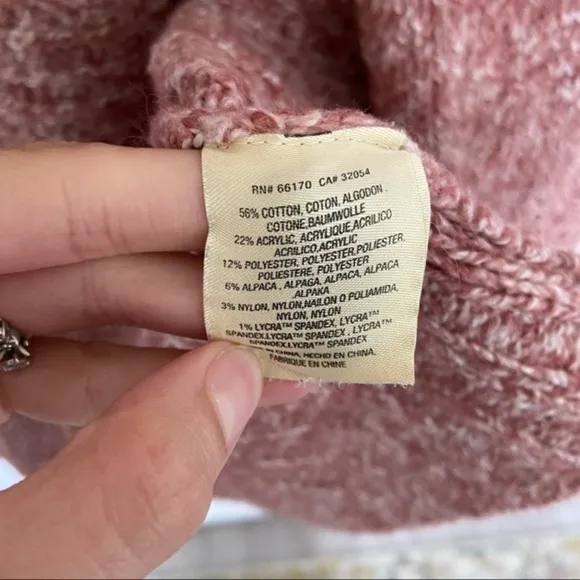 RN# 66170 CA# 32054
56% COTTON, COTON, ALGODON,
COTONE,BAUMWOLLE
22% ACRYLIC, ACRYLIQUE,ACRILICO
ACRILICO,ACRYLIC
12% POLYESTER, POLYESTER,POLIESTER,
POLIESTERE, POLYESTER
6% ALPACA , ALPAGA, ALPACA, ALPACA
,ALPAKA
3% NYLON, NYLON,NAILON O POLIAMIDA,
NYLON, NYLON
1% LYCRA™ SPANDEX, LYCRA™
SPANDEX,LYCRA™ SPANDEX , LYCRA™
SPANDEX,LYCRA™ SPANDEX
IN CHINA, HECHO EN CHINA,
FABRIQUE EN CHINE